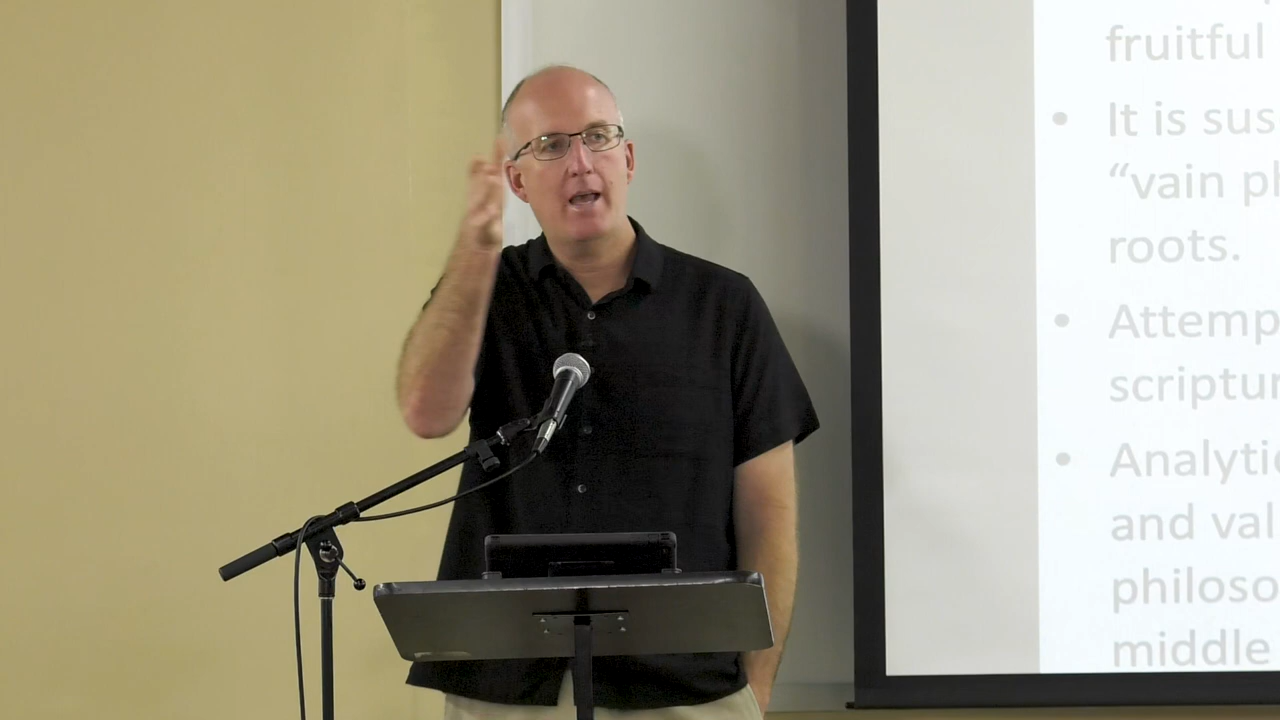 fruitful
• It is sus
“vain ph
roots.
• Attemp
scriptur
• Analytic
and val
philoso
middle